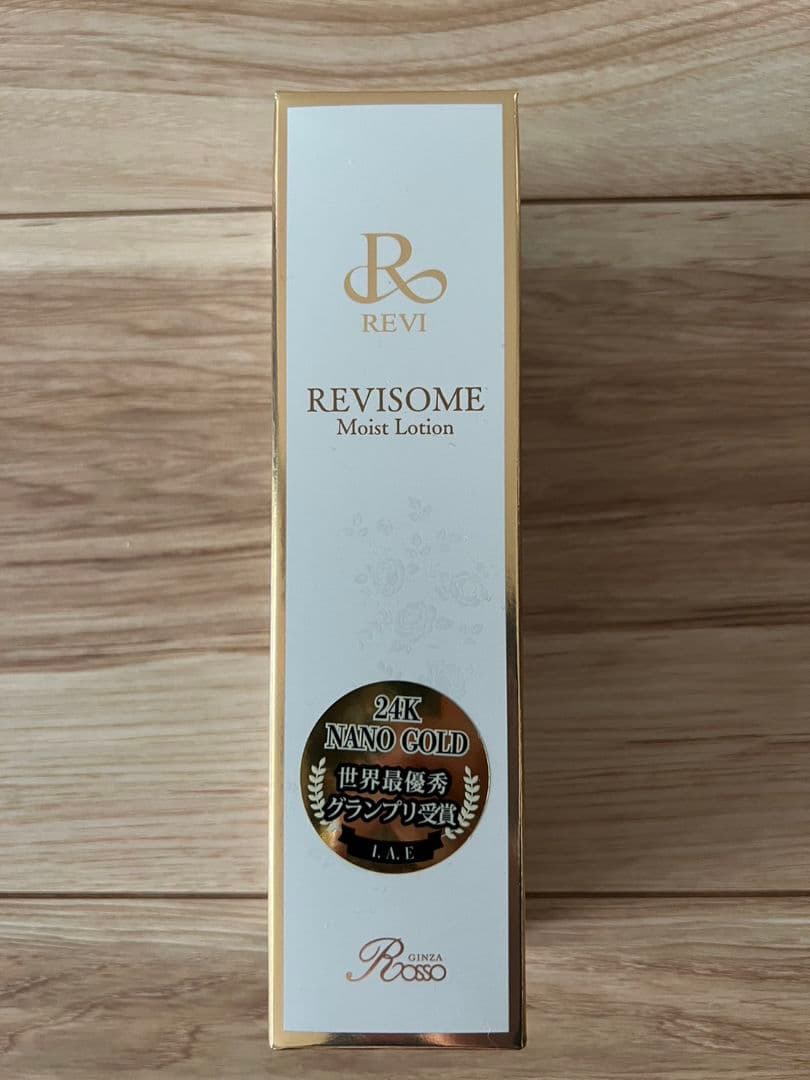 R
REVI
REVISOME
Moist Lotion
24K
NANO GOLD
世界最優秀
グランプリ受賞
I.A.E
GINZA
Rosso